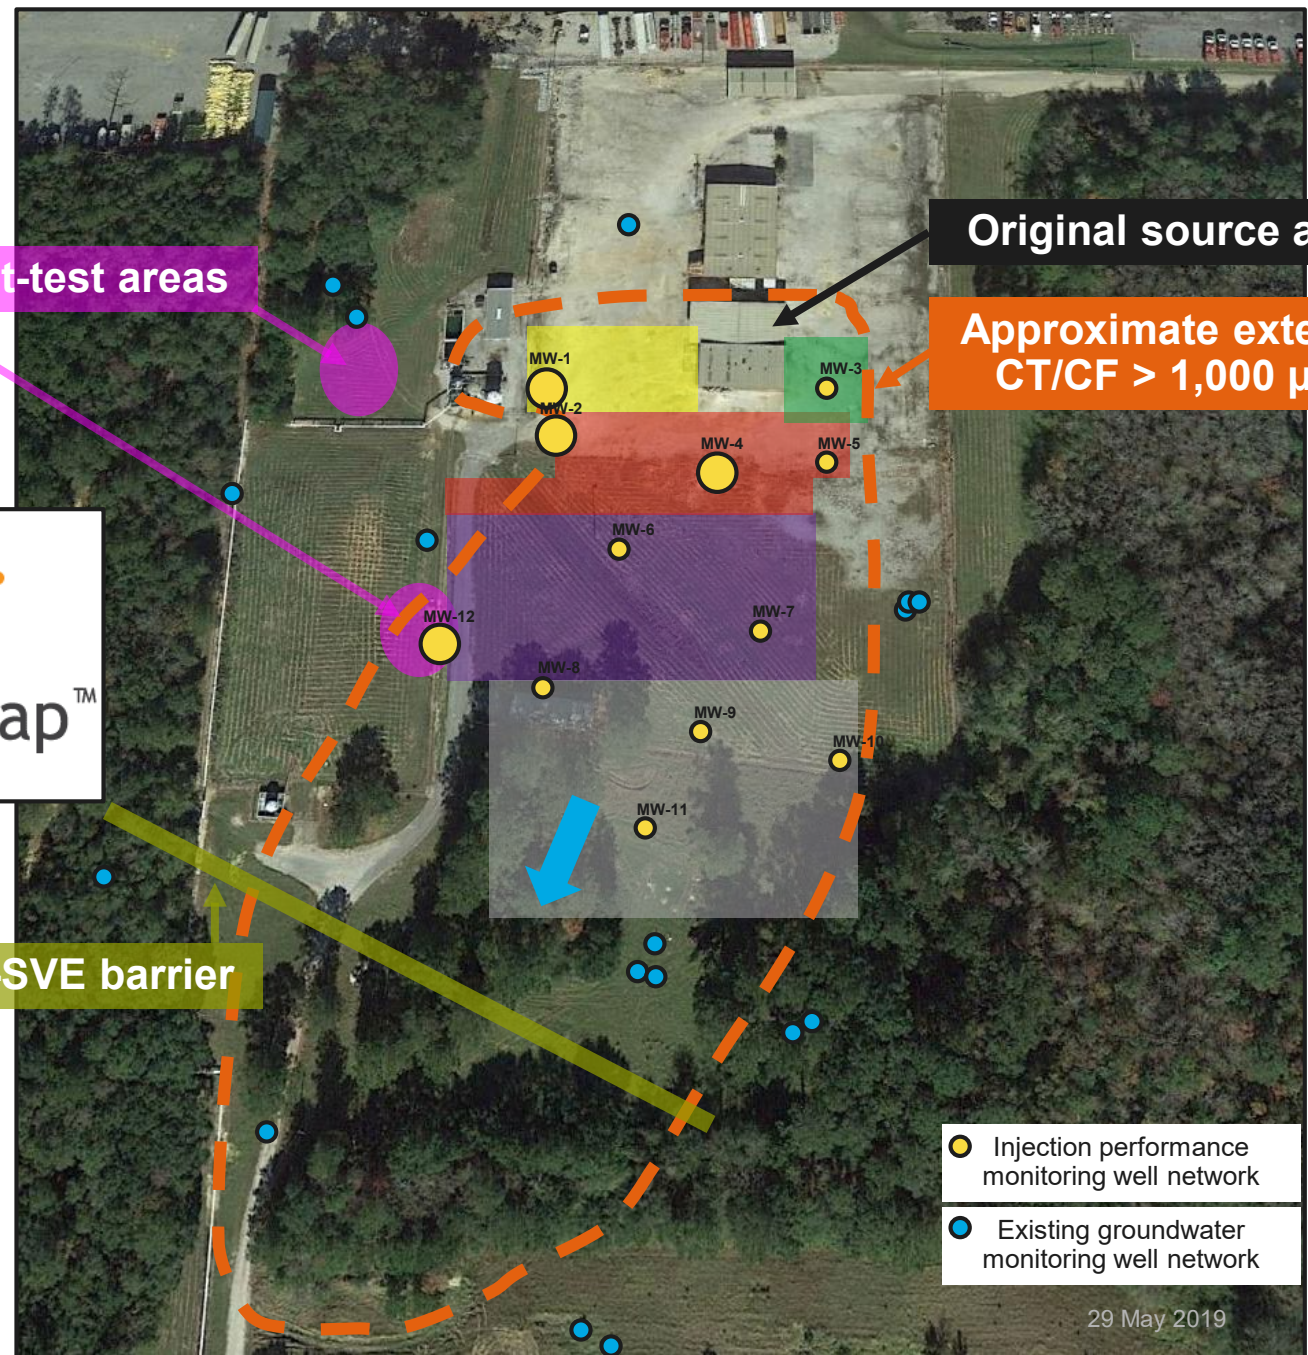 Original source a
t-test areas
Approximate exte
CT/CF > 1,000 µ
MW-1
MW-3
MW-2
MW-4
MW-5
MW-6
MW-7
MW-12
MW-8
MW-9
MW-10
ap™
MW-11
SVE barrier
Injection performance
monitoring well network
Existing groundwater
monitoring well network
29 May 2019